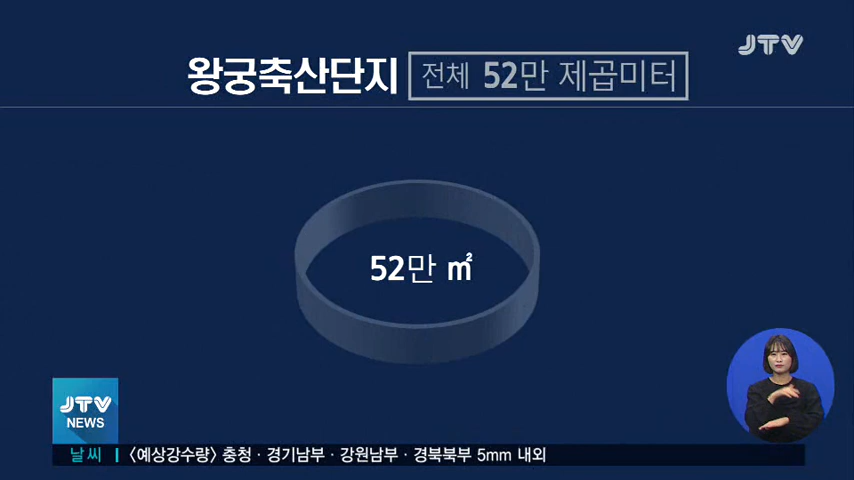 JTV
왕궁축산단지 전체 52만 제곱미터
52만 ㎡
JTV
NEWS
날씨 〈예상강수량〉 충청 · 경기남부 · 강원남부 · 경북북부 5mm 내외